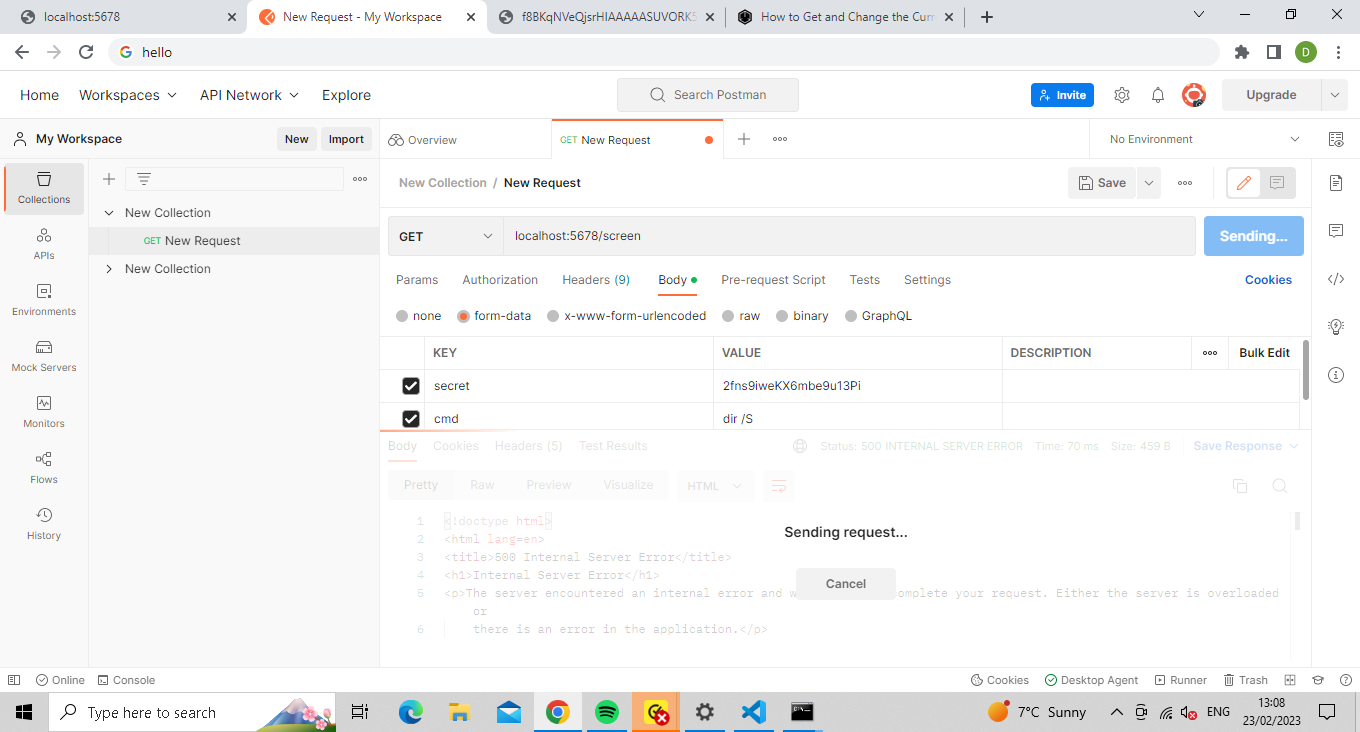 localhost:5678
New Request - My Workspace
f8BKqNVeQjsrHIAAAAASUVORK5
How to Get and Change the Curr
hello
D
Home Workspaces API Network Explore
Search Postman
Invite
Upgrade
My Workspace New Import
Overview
GET New Request
No Environment
Collections
APIs
Environments
Mock Servers
Monitors
Flows
History
New Collection
GET New Request
New Collection
New Collection / New Request
Save
GET localhost:5678/screen Sending...
Params Authorization Headers (9) Body Pre-request Script Tests Settings Cookies
none form-data x-www-form-urlencoded raw binary GraphQL
KEY VALUE DESCRIPTION Bulk Edit
secret 2fns9iweKX6mbe9u13Pi
cmd dir /S
Body Cookies Headers (5) Test Results Status: 500 INTERNAL SERVER ERROR Time: 70 ms Size: 459 B Save Response
Pretty Raw Preview Visualize HTML
1 <!doctype html>
2 <html lang=en>
3 <title>500 Internal Server Error</title>
4 <h1>Internal Server Error</h1>
5 <p>The server encountered an internal error and w complete your request. Either the server is overloaded
or
6 there is an error in the application.</p>
Sending request...
Cancel
Online Console Cookies Desktop Agent Runner Trash
Type here to search
7°C Sunny
ENG
13:08
23/02/2023